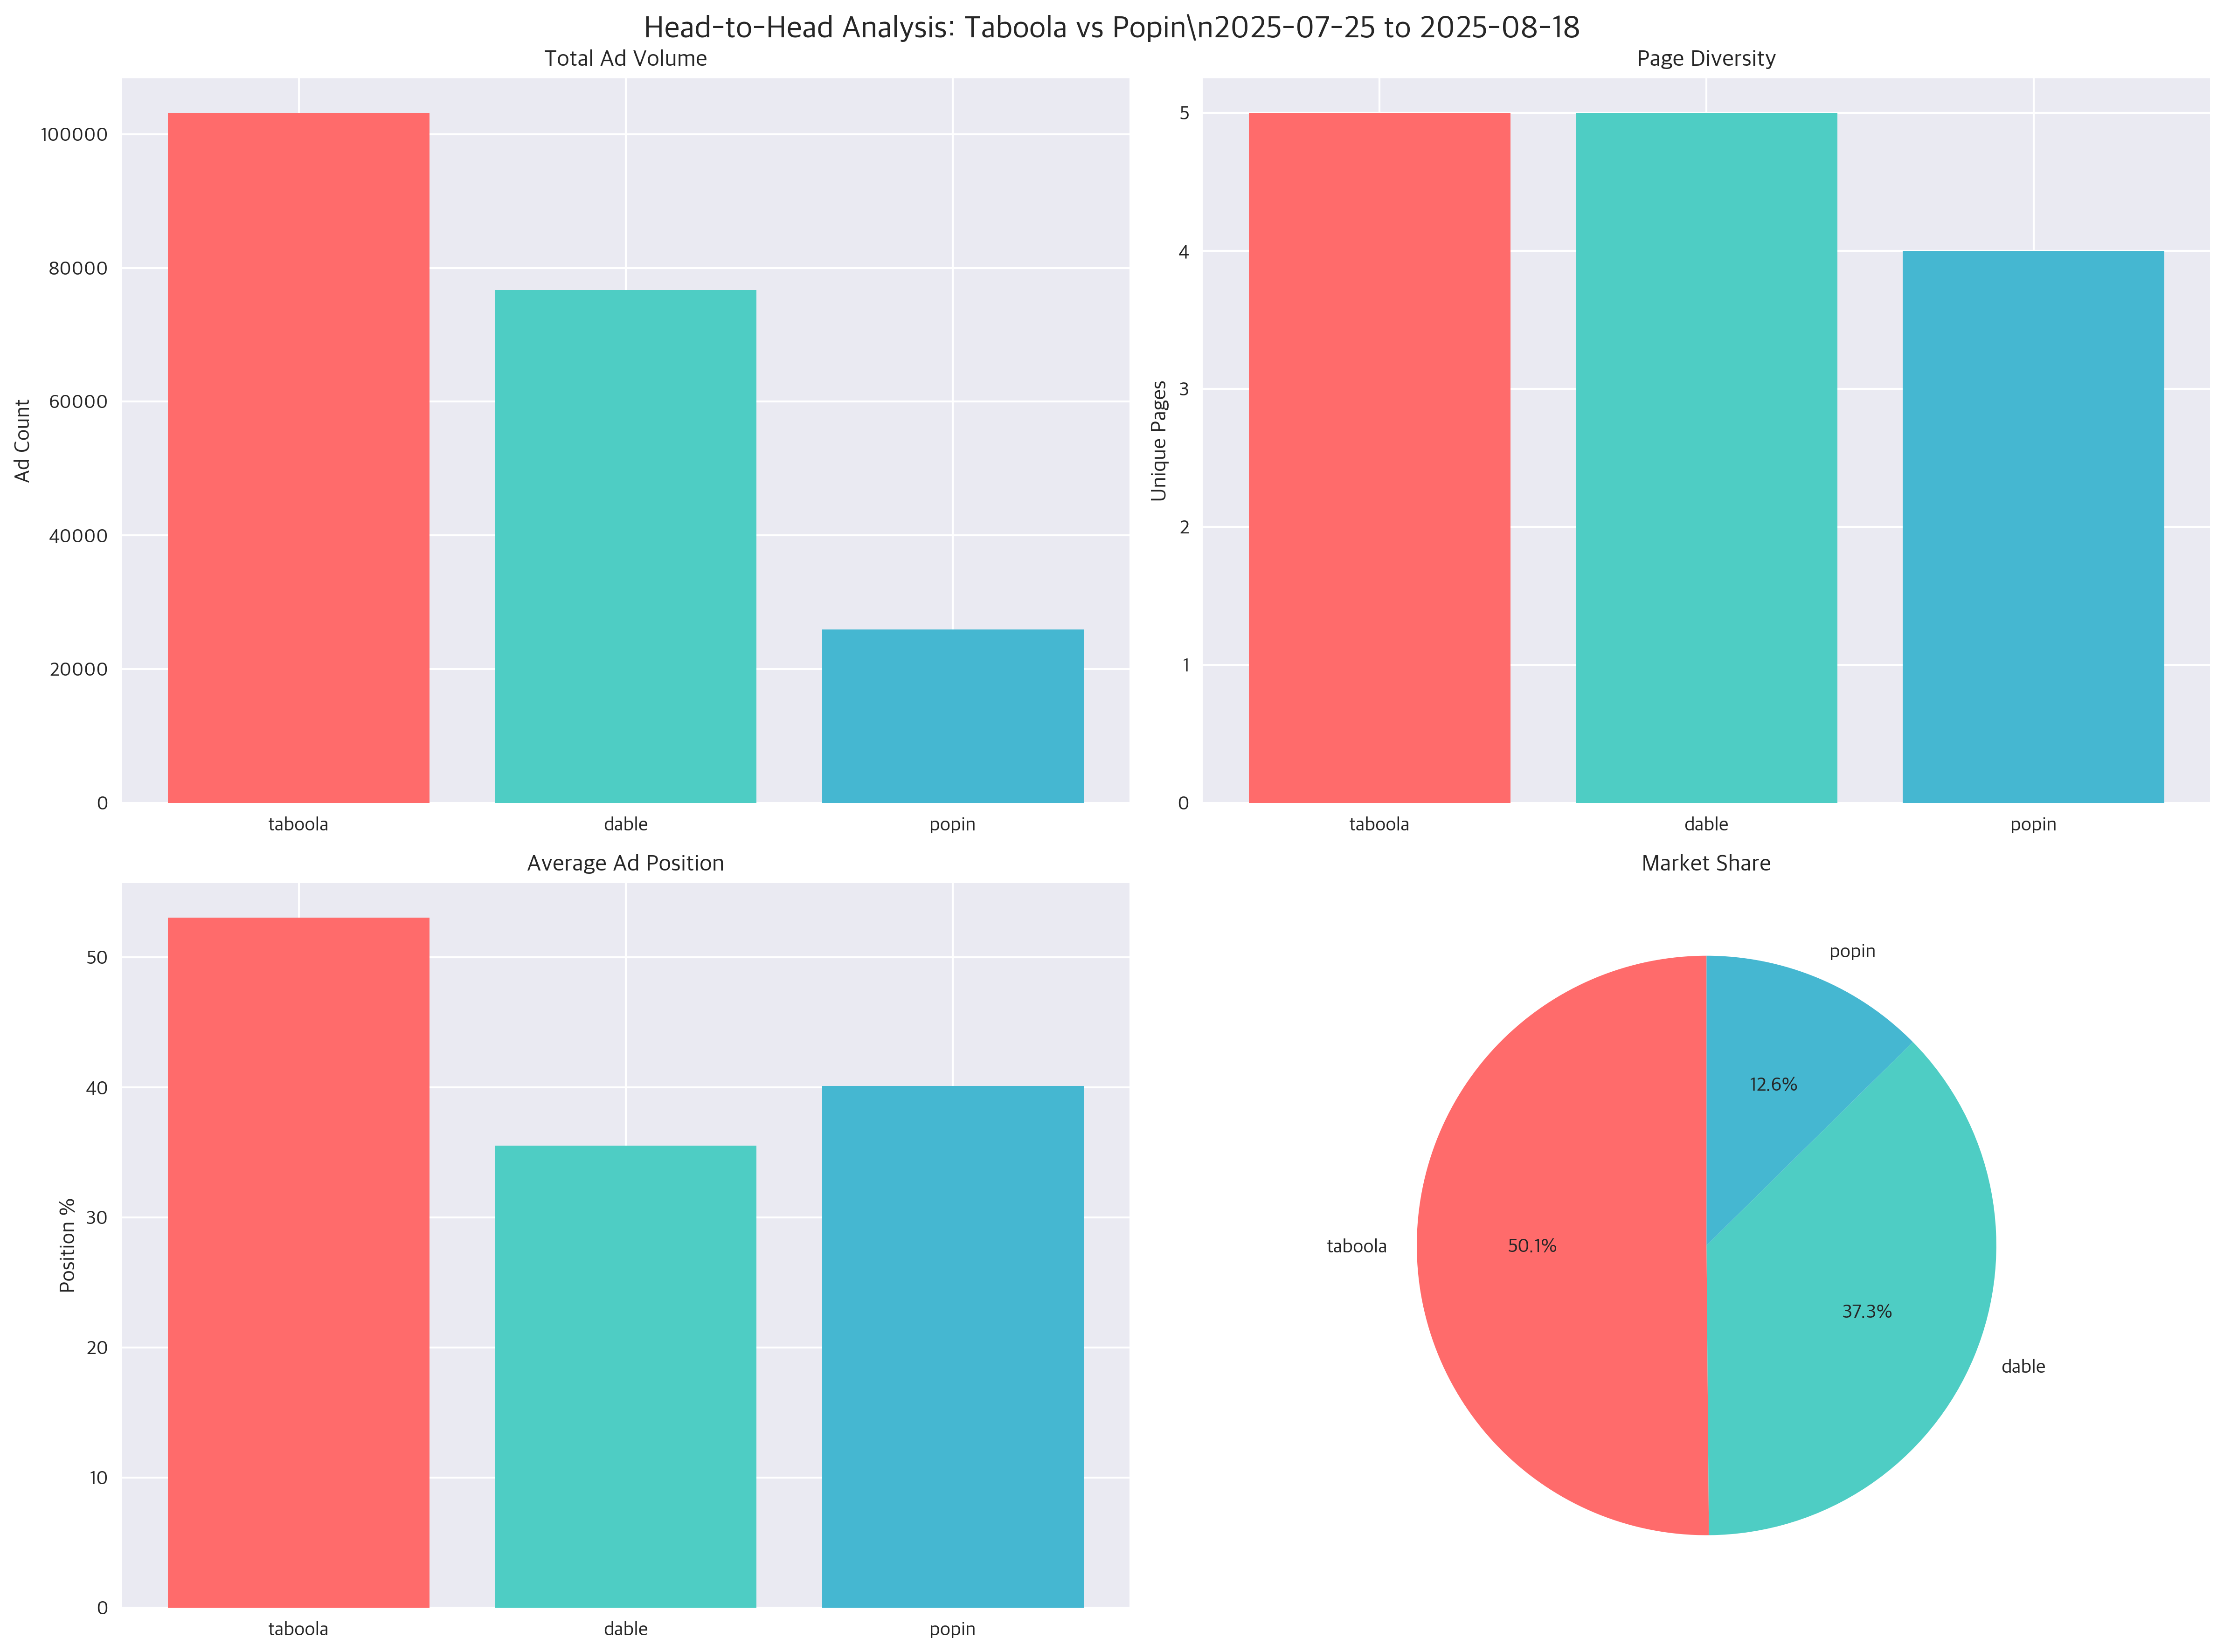 Head-to-Head Analysis: Taboola vs Popin\n2025-07-25 to 2025-08-18
Total Ad Volume
Ad Count
100000
80000
60000
40000
20000
0
taboola
dable
popin
Page Diversity
Unique Pages
5
4
3
2
1
0
taboola
dable
popin
Average Ad Position
Position %
50
40
30
20
10
0
taboola
dable
popin
Market Share
popin
12.6%
taboola
50.1%
37.3%
dable